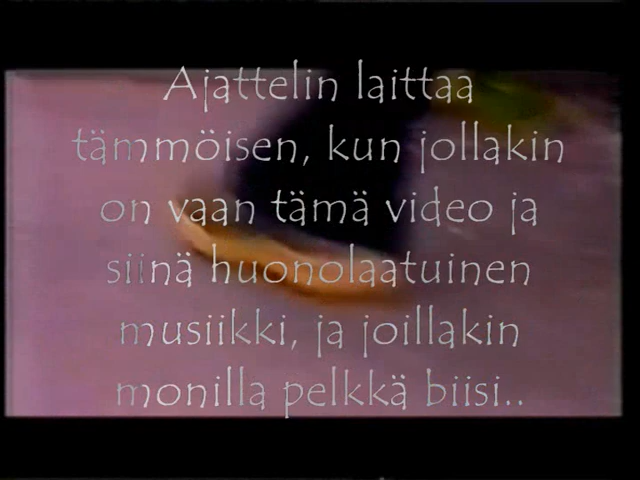 Ajattelin laittaa
tämmöisen, kun jollakin
on vaan tämä video ja
siinä huonolaatuinen
musiikki, ja joillakin
monilla pelkkä biisi..